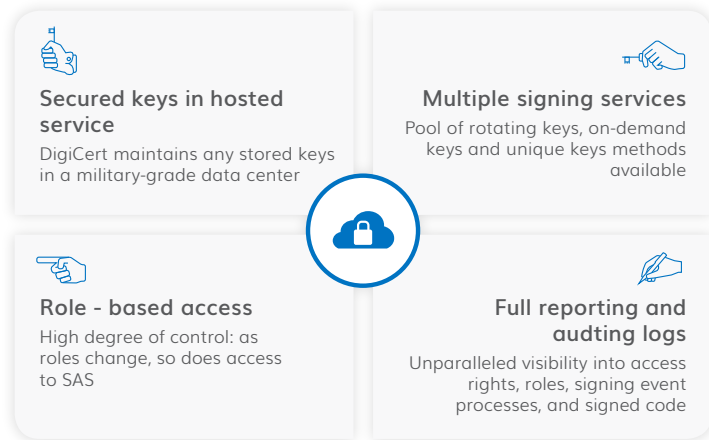 Secured keys in hosted
service
DigiCert maintains any stored keys
in a military-grade data center
Multiple signing services
Pool of rotating keys, on-demand
keys and unique keys methods
available
Role - based access
High degree of control: as
roles change, so does access
to SAS
Full reporting and
audting logs
Unparalleled visibility into access
rights, roles, signing event
processes, and signed code